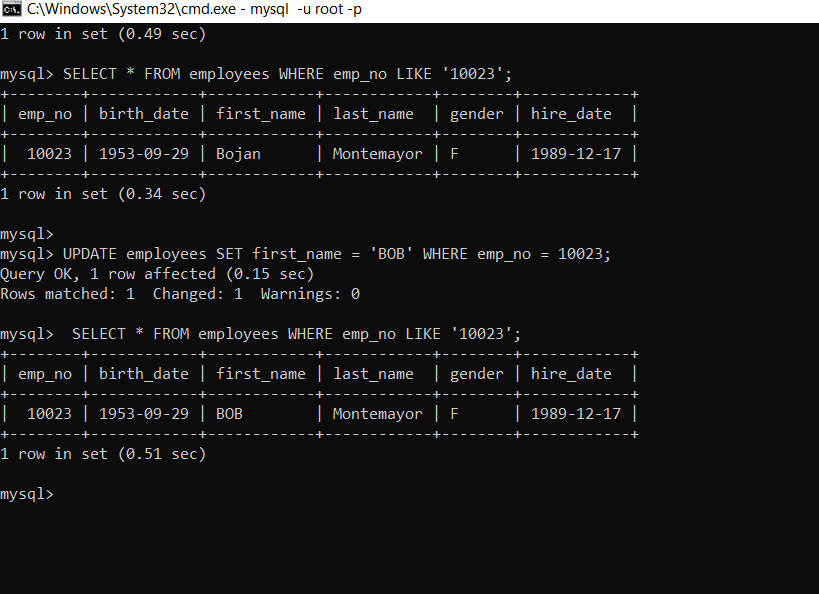 C:\Windows\System32\cmd.exe - mysql  -u root -p
1 row in set (0.49 sec)
mysql> SELECT * FROM employees WHERE emp_no LIKE '10023';
+--------+------------+------------+------------+--------+------------+
| emp_no | birth_date | first_name | last_name  | gender | hire_date  |
+--------+------------+------------+------------+--------+------------+
|  10023 | 1953-09-29 | Bojan      | Montemayor | F      | 1989-12-17 |
+--------+------------+------------+------------+--------+------------+
1 row in set (0.34 sec)
mysql>
mysql> UPDATE employees SET first_name = 'BOB' WHERE emp_no = 10023;
Query OK, 1 row affected (0.15 sec)
Rows matched: 1  Changed: 1  Warnings: 0
mysql>  SELECT * FROM employees WHERE emp_no LIKE '10023';
+--------+------------+------------+------------+--------+------------+
| emp_no | birth_date | first_name | last_name  | gender | hire_date  |
+--------+------------+------------+------------+--------+------------+
|  10023 | 1953-09-29 | BOB        | Montemayor | F      | 1989-12-17 |
+--------+------------+------------+------------+--------+------------+
1 row in set (0.51 sec)
mysql>